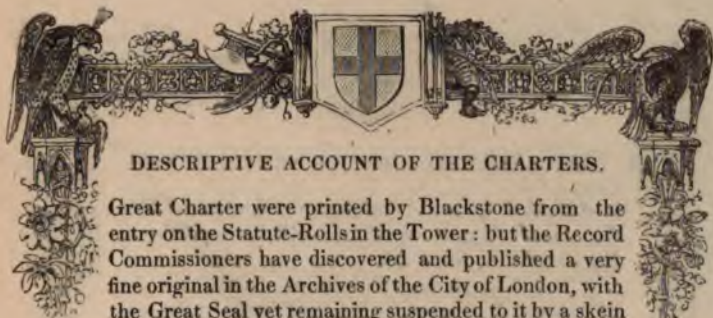 DESCRIPTIVE ACCOUNT OF THE CHARTERS.
Great Charter were printed by Blackstone from the
entry on the Statute-Rolls in the Tower : but the Record
Commissioners have discovered and published a very
fine original in the Archives of the City of London, with
the Great Seal yet remaining suspended to it by a skein